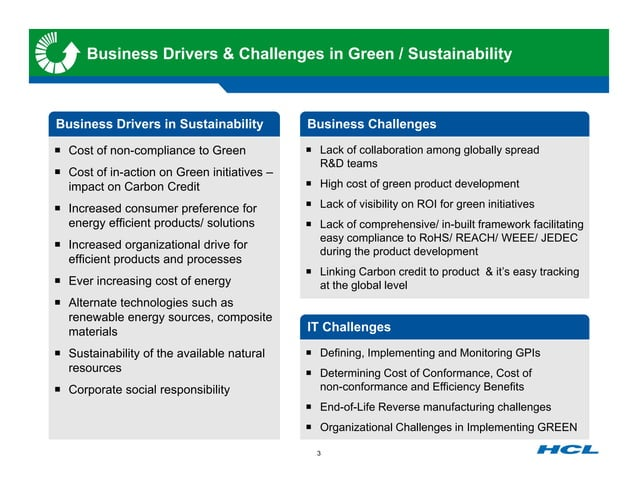 Business Drivers & Challenges in Green / Sustainability
Business Drivers in Sustainability
Cost of non-compliance to Green
Cost of in-action on Green initiatives –
impact on Carbon Credit
Increased consumer preference for
energy efficient products/ solutions
Increased organizational drive for
efficient products and processes
Ever increasing cost of energy
Alternate technologies such as
renewable energy sources, composite
materials
Sustainability of the available natural
resources
Corporate social responsibility
Business Challenges
Lack of collaboration among globally spread
R&D teams
High cost of green product development
Lack of visibility on ROI for green initiatives
Lack of comprehensive/ in-built framework facilitating
easy compliance to RoHS/ REACH/ WEEE/ JEDEC
during the product development
Linking Carbon credit to product & it's easy tracking
at the global level
IT Challenges
Defining, Implementing and Monitoring GPIs
Determining Cost of Conformance, Cost of
non-conformance and Efficiency Benefits
End-of-Life Reverse manufacturing challenges
Organizational Challenges in Implementing GREEN
3
HCL